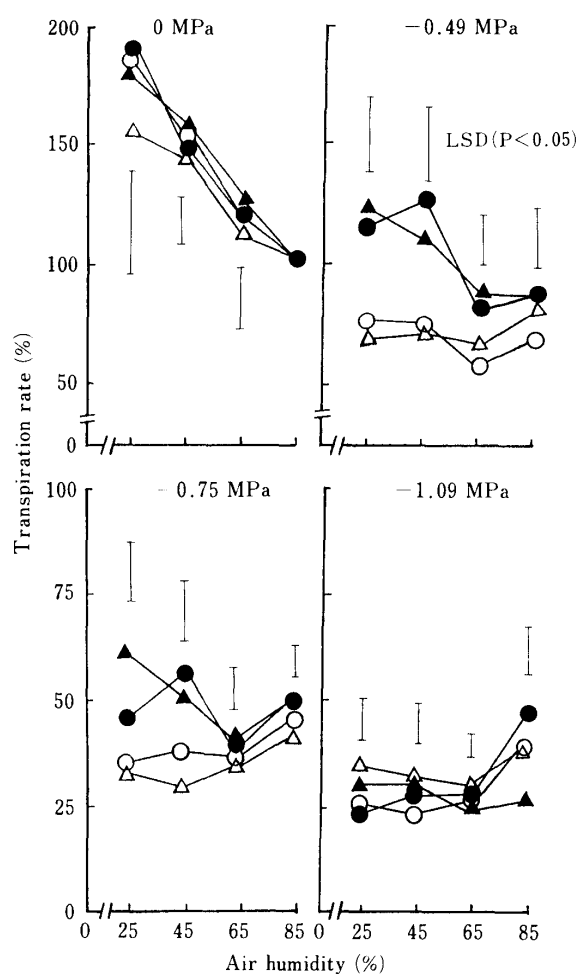 0 MPa
−0.49 MPa
200
150
100
50
0
0
LSD(P<0.05)
Transpiration rate (%)
−0.75 MPa
−1.09 MPa
100
75
50
25
0
0 25 45 65 85
0 25 45 65 85
Air humidity (%)